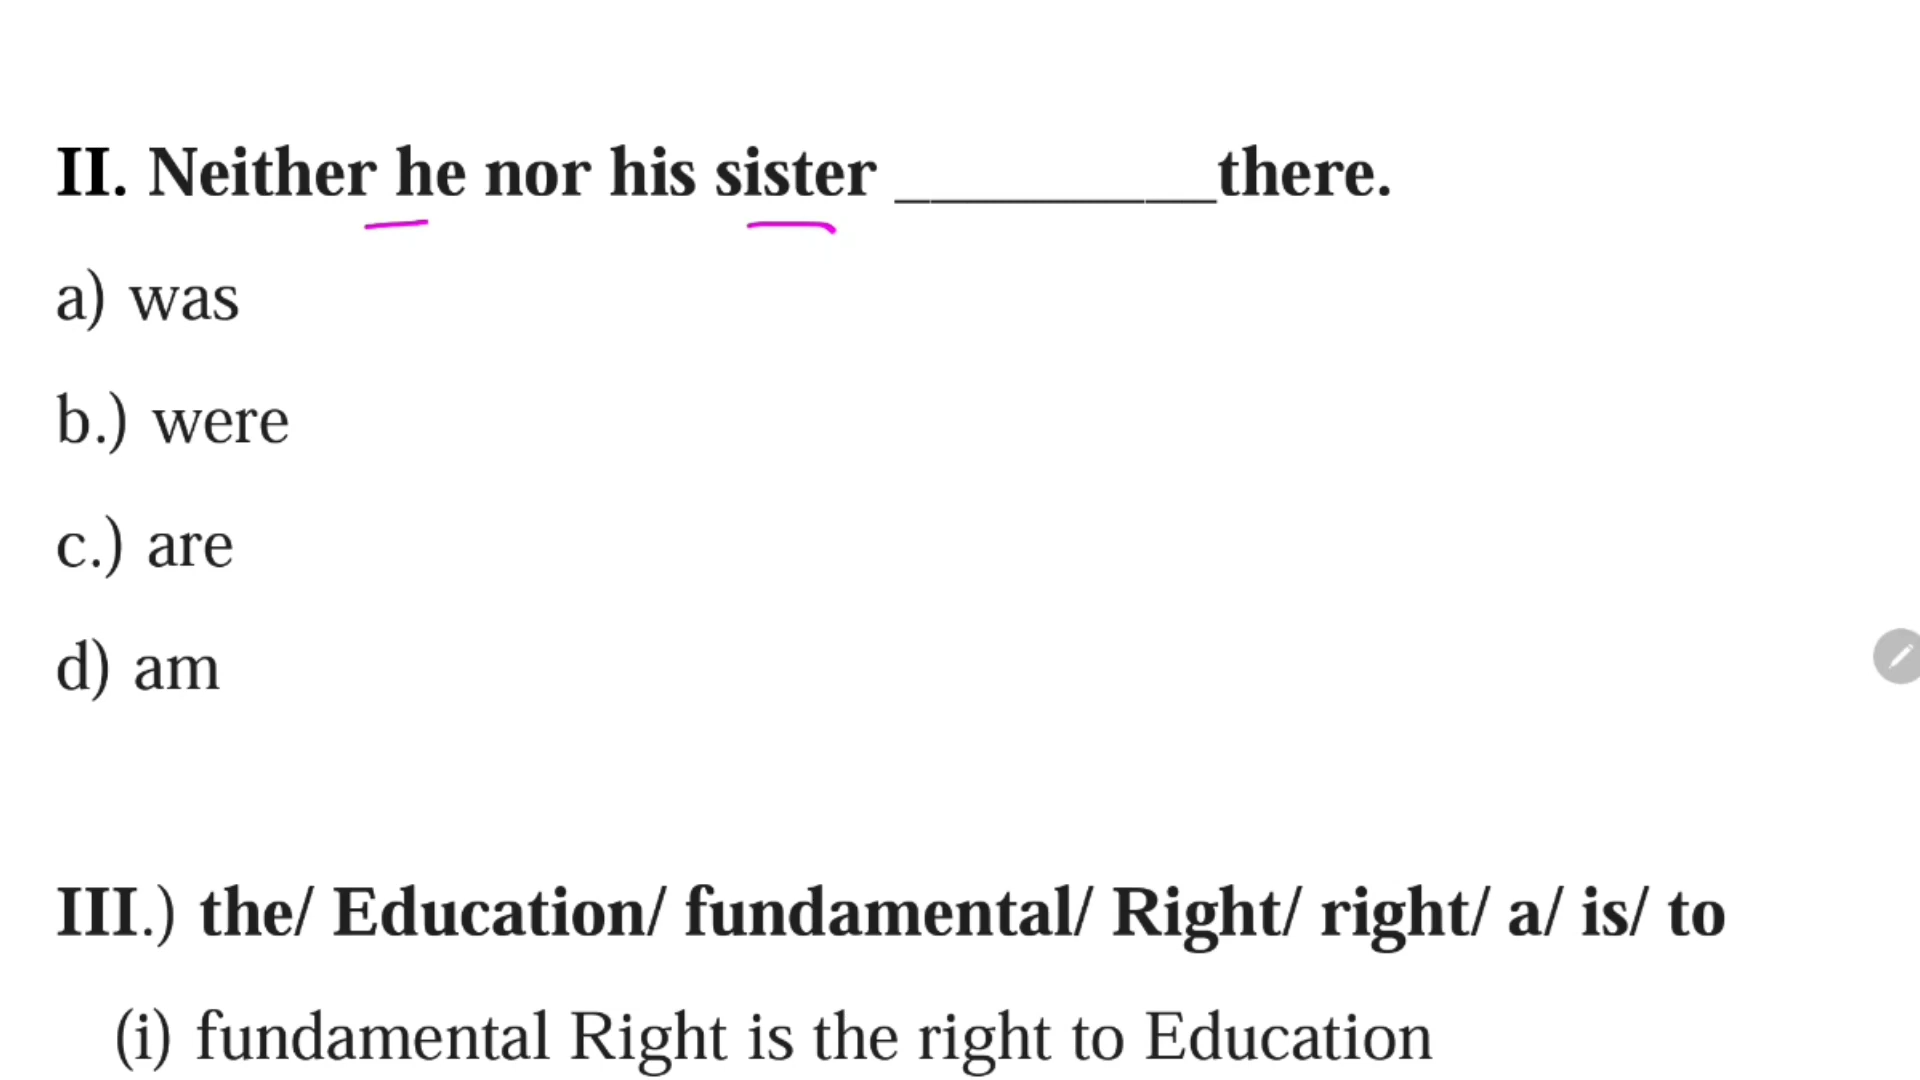 II. Neither he nor his sister _________there.
a) was
b.) were
c.) are
d) am
III.) the/ Education/ fundamental/ Right/ right/ a/ is/ to
(i) fundamental Right is the right to Education